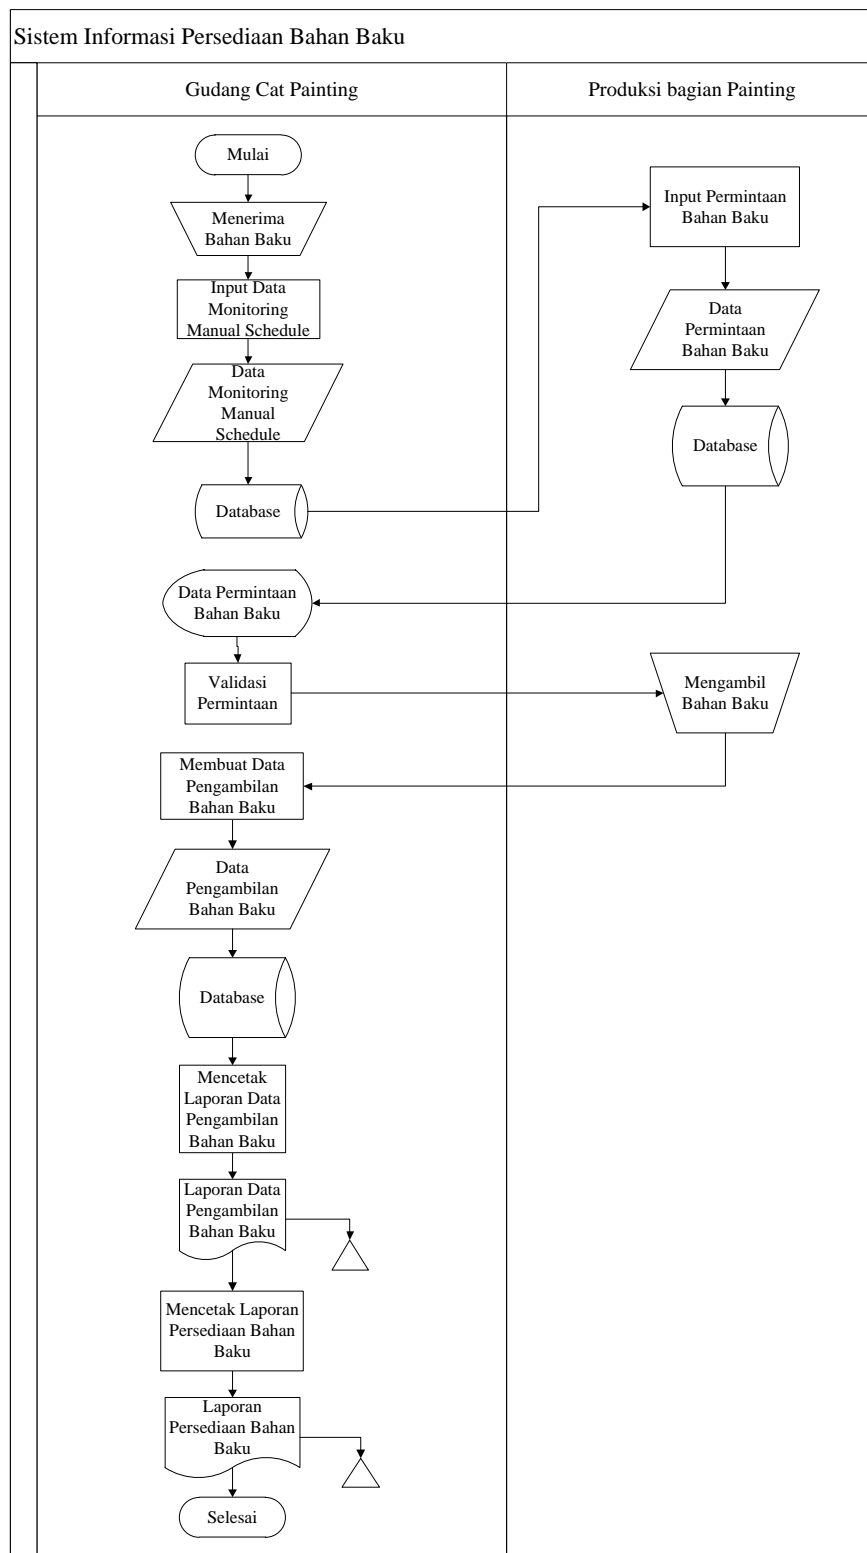 Sistem Informasi Persediaan Bahan Baku
Gudang Cat Painting
Produksi bagian Painting
Mulai
Menerima
Bahan Baku
Input Data
Monitoring
Manual Schedule
Data
Monitoring
Manual
Schedule
Database
Input Permintaan
Bahan Baku
Data
Permintaan
Bahan Baku
Database
Data Permintaan
Bahan Baku
Validasi
Permintaan
Mengambil
Bahan Baku
Membuat Data
Pengambilan
Bahan Baku
Data
Pengambilan
Bahan Baku
Database
Mencetak
Laporan Data
Pengambilan
Bahan Baku
Laporan Data
Pengambilan
Bahan Baku
Mencetak Laporan
Persediaan Bahan
Baku
Laporan
Persediaan Bahan
Baku
Selesai